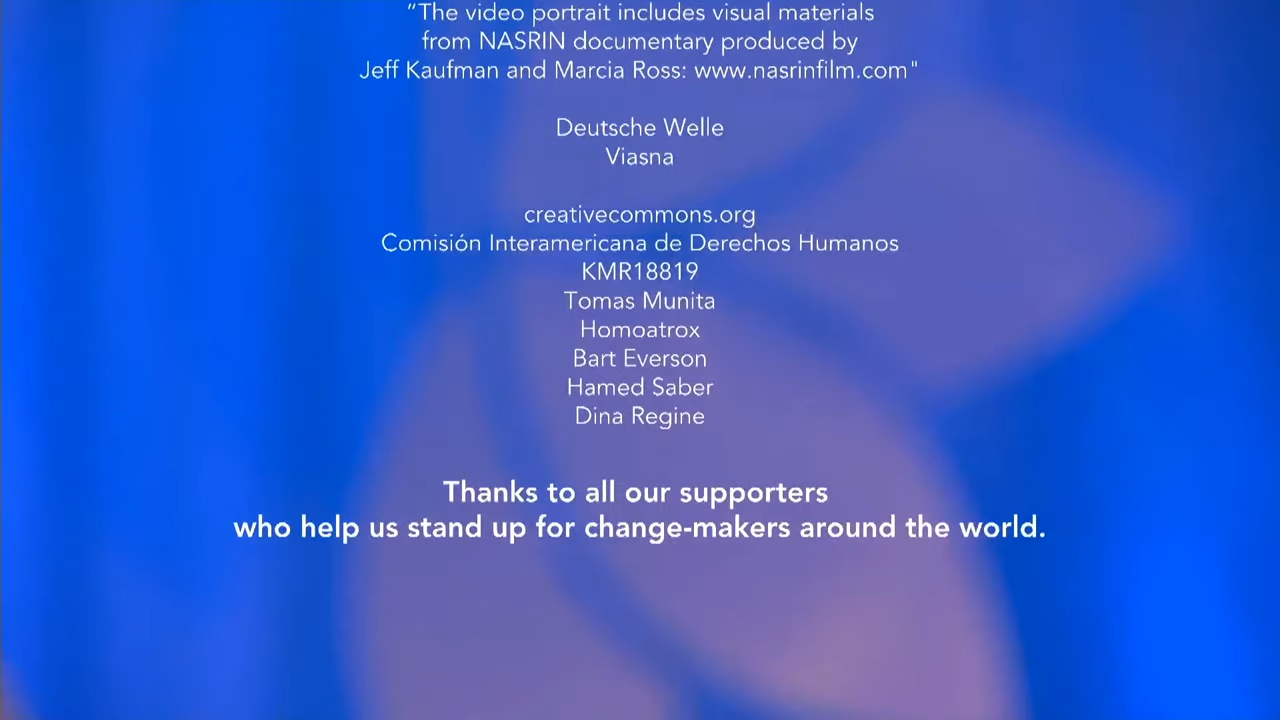 “The video portrait includes visual materials
from NASRIN documentary produced by
Jeff Kaufman and Marcia Ross: www.nasrinfilm.com"
Deutsche Welle
Viasna
creativecommons.org
Comisión Interamericana de Derechos Humanos
KMR18819
Tomas Munita
Homoatrox
Bart Everson
Hamed Saber
Dina Regine
Thanks to all our supporters
who help us stand up for change-makers around the world.